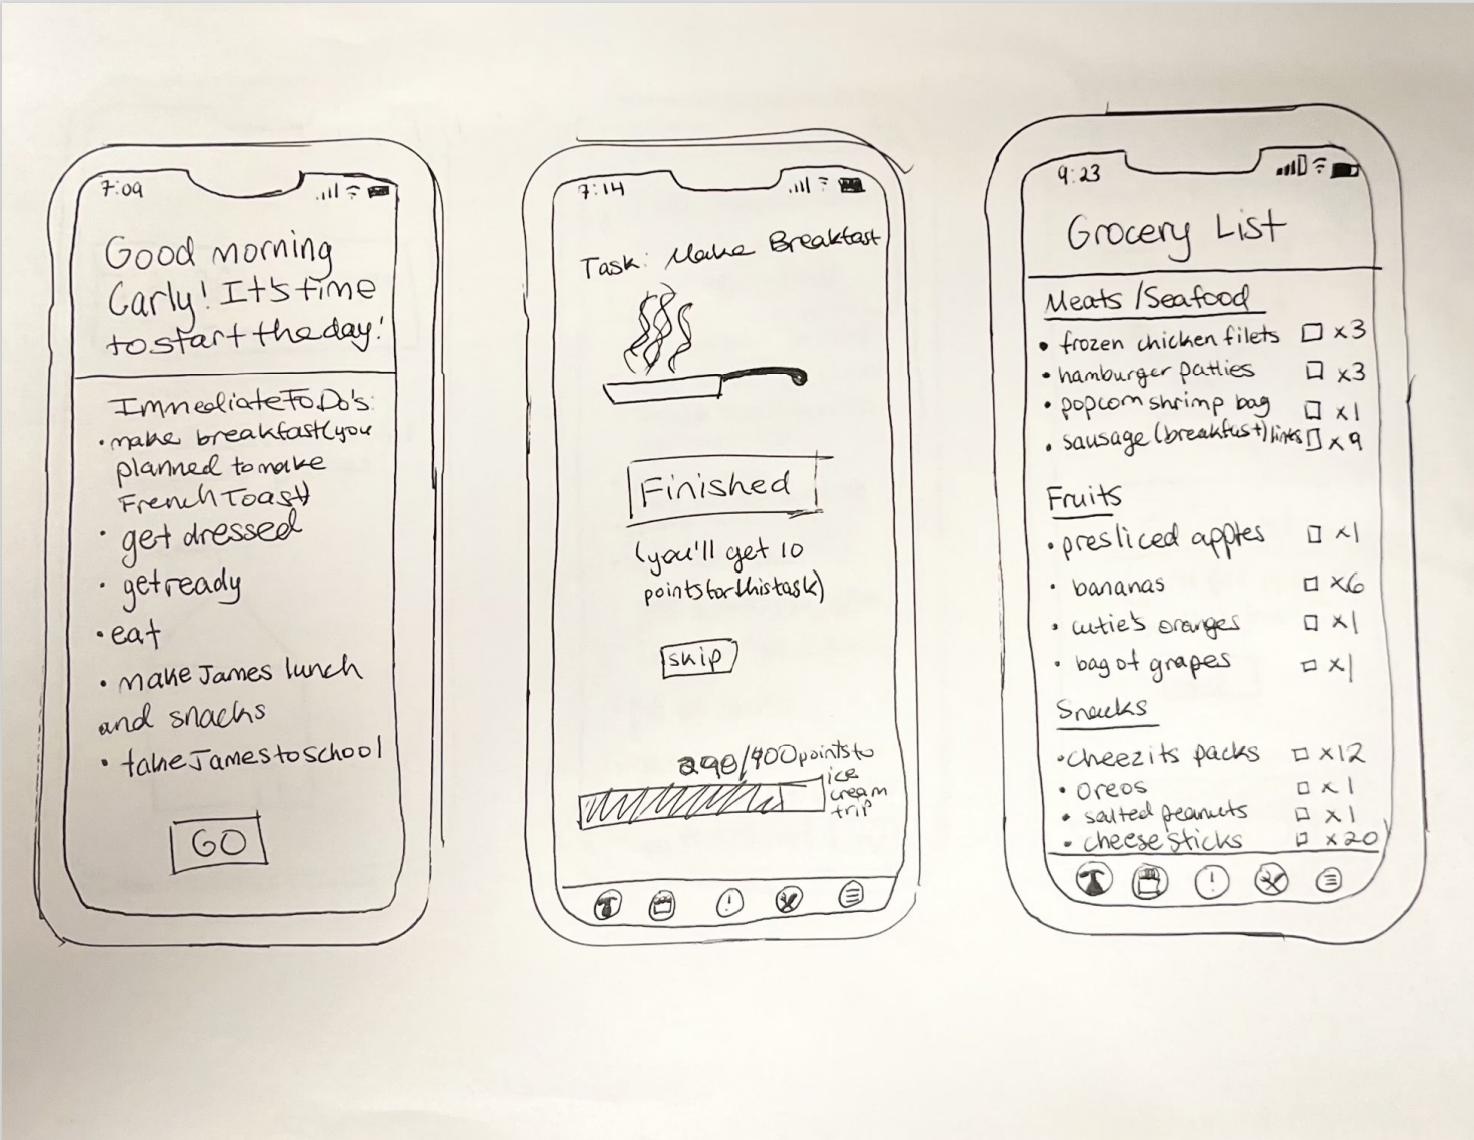 7:09
Good morning
Carly! It's time
to start the day!
Immediate To Do's:
• make breakfast (you
planned to make
French Toast)
• get dressed
• get ready
• eat
• make James lunch
and snacks
• take James to school
GO
7:14
Task: Make Breakfast
Finished
(you'll get 10
points for this task)
skip
290/400 points to
ice
cream
trip
!
9:23
Grocery List
Meats/Seafood
• frozen chicken filets x3
• hamburger patties x3
• popcorn shrimp bag x1
• sausage (breakfast) links x9
Fruits
• presliced apples x1
• bananas x6
• cutie's oranges x1
• bag of grapes x1
Snacks
• cheezits packs x12
• oreos x1
• salted peanuts x1
• cheese sticks x20
!